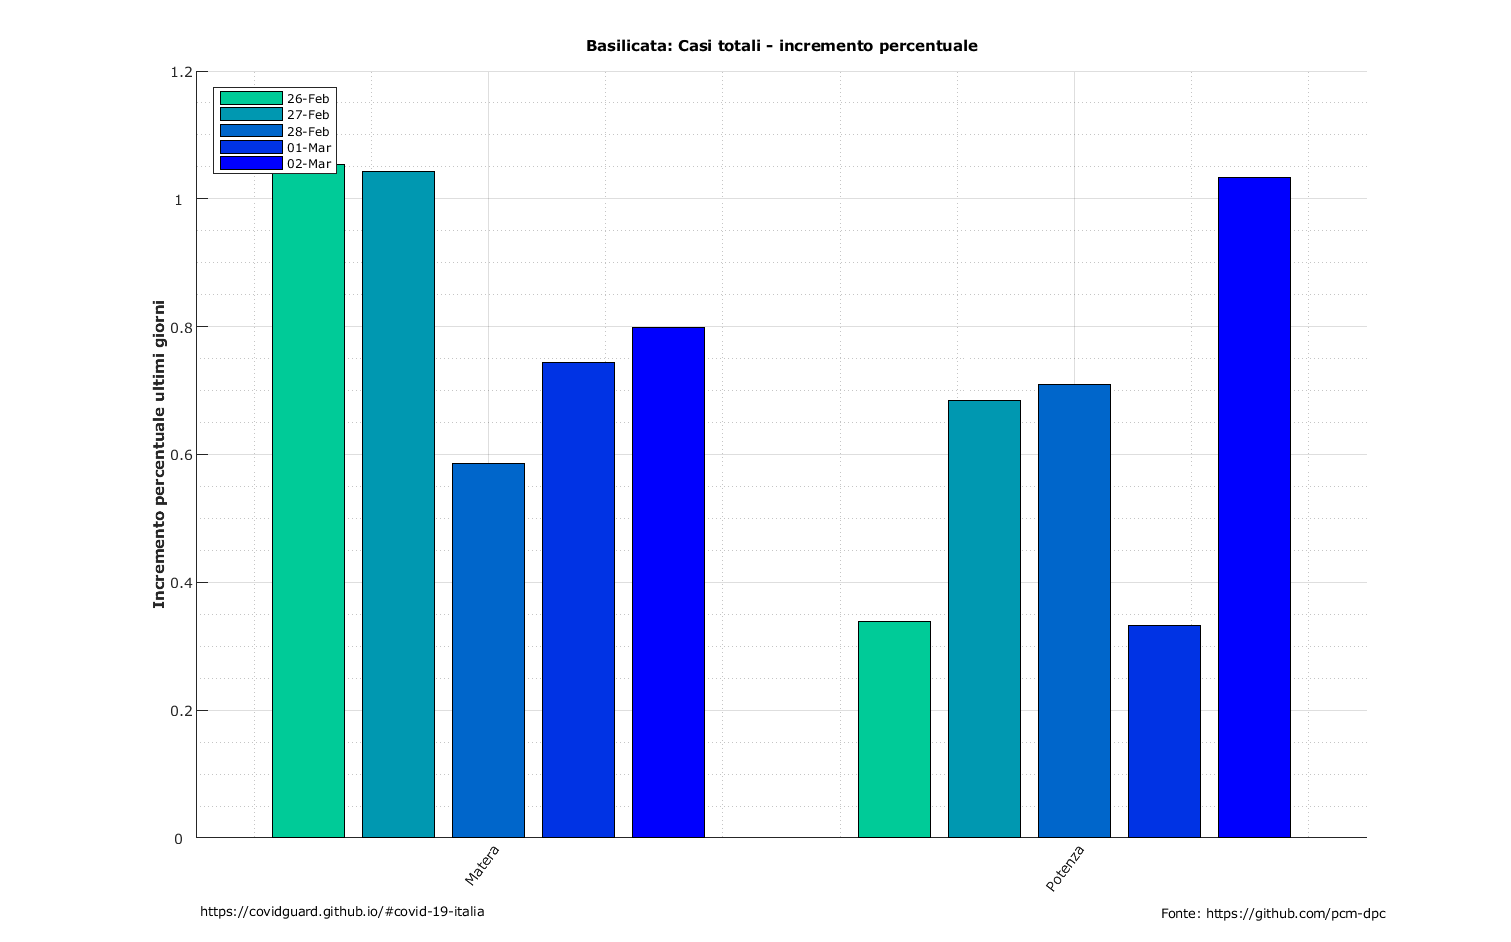 Basilicata: Casi totali - incremento percentuale
Incremento percentuale ultimi giorni
1.2
1
0.8
0.6
0.4
0.2
0
26-Feb
27-Feb
28-Feb
01-Mar
02-Mar
Matera
Potenza
https://covidguard.github.io/#covid-19-italia
Fonte: https://github.com/pcm-dpc